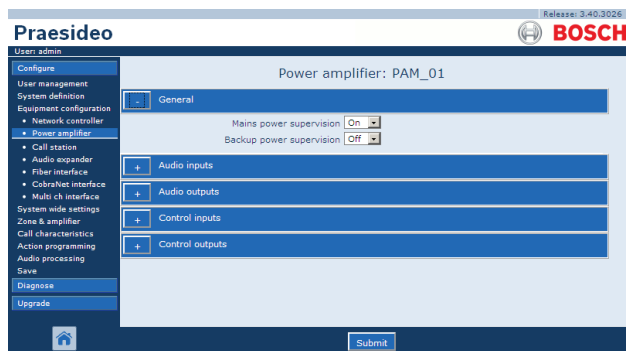 Release: 3.40.3026
Praesideo
BOSCH
User: admin
Configure
User management
System definition
Equipment configuration
• Network controller
• Power amplifier
• Call station
• Audio expander
• Fiber interface
• CobraNet interface
• Multi ch interface
System wide settings
Zone & amplifier
Call characteristics
Action programming
Audio processing
Save
Diagnose
Upgrade
Power amplifier: PAM_01
- General
Mains power supervision On
Backup power supervision Off
+ Audio inputs
+ Audio outputs
+ Control inputs
+ Control outputs
Submit